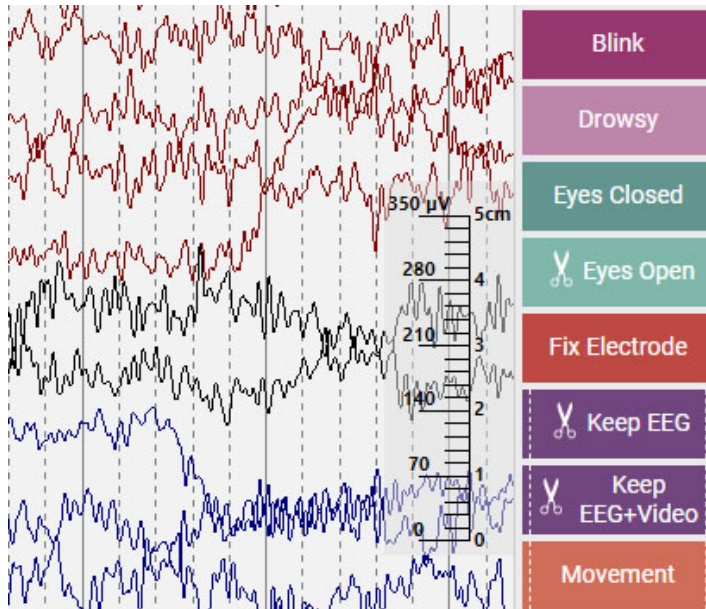 Blink
Drowsy
Eyes Closed
Eyes Open
Fix Electrode
Keep EEG
Keep
EEG+Video
Movement
350 µV 5cm
280 4
210 3
140 2
70 1
0 0